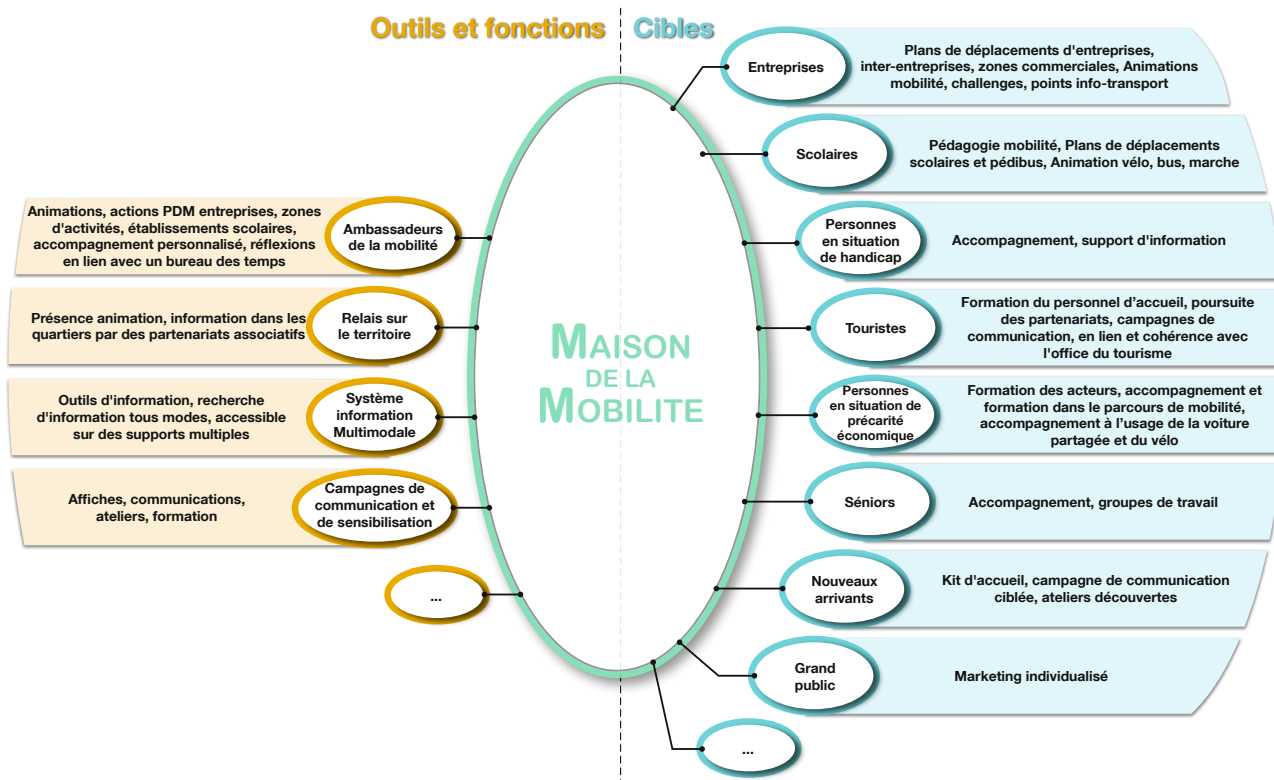 Outils et fonctions
Cibles
MAISON
DE LA
MOBILITE
Ambassadeurs
de la mobilité
Animations, actions PDM entreprises, zones
d'activités, établissements scolaires,
accompagnement personnalisé, réflexions
en lien avec un bureau des temps
Relais sur
le territoire
Présence animation, information dans les
quartiers par des partenariats associatifs
Système
information
Multimodale
Outils d'information, recherche
d'information tous modes, accessible
sur des supports multiples
Campagnes de
communication et
de sensibilisation
Affiches, communications,
ateliers, formation
...
Entreprises
Plans de déplacements d'entreprises,
inter-entreprises, zones commerciales, Animations
mobilité, challenges, points info-transport
Scolaires
Pédagogie mobilité, Plans de déplacements
scolaires et pédibus, Animation vélo, bus, marche
Personnes
en situation
de handicap
Accompagnement, support d'information
Touristes
Formation du personnel d’accueil, poursuite
des partenariats, campagnes de
communication, en lien et cohérence avec
l'office du tourisme
Personnes
en situation de
précarité
économique
Formation des acteurs, accompagnement et
formation dans le parcours de mobilité,
accompagnement à l’usage de la voiture
partagée et du vélo
Séniors
Accompagnement, groupes de travail
Nouveaux
arrivants
Kit d'accueil, campagne de communication
ciblée, ateliers découvertes
Grand
public
Marketing individualisé
...